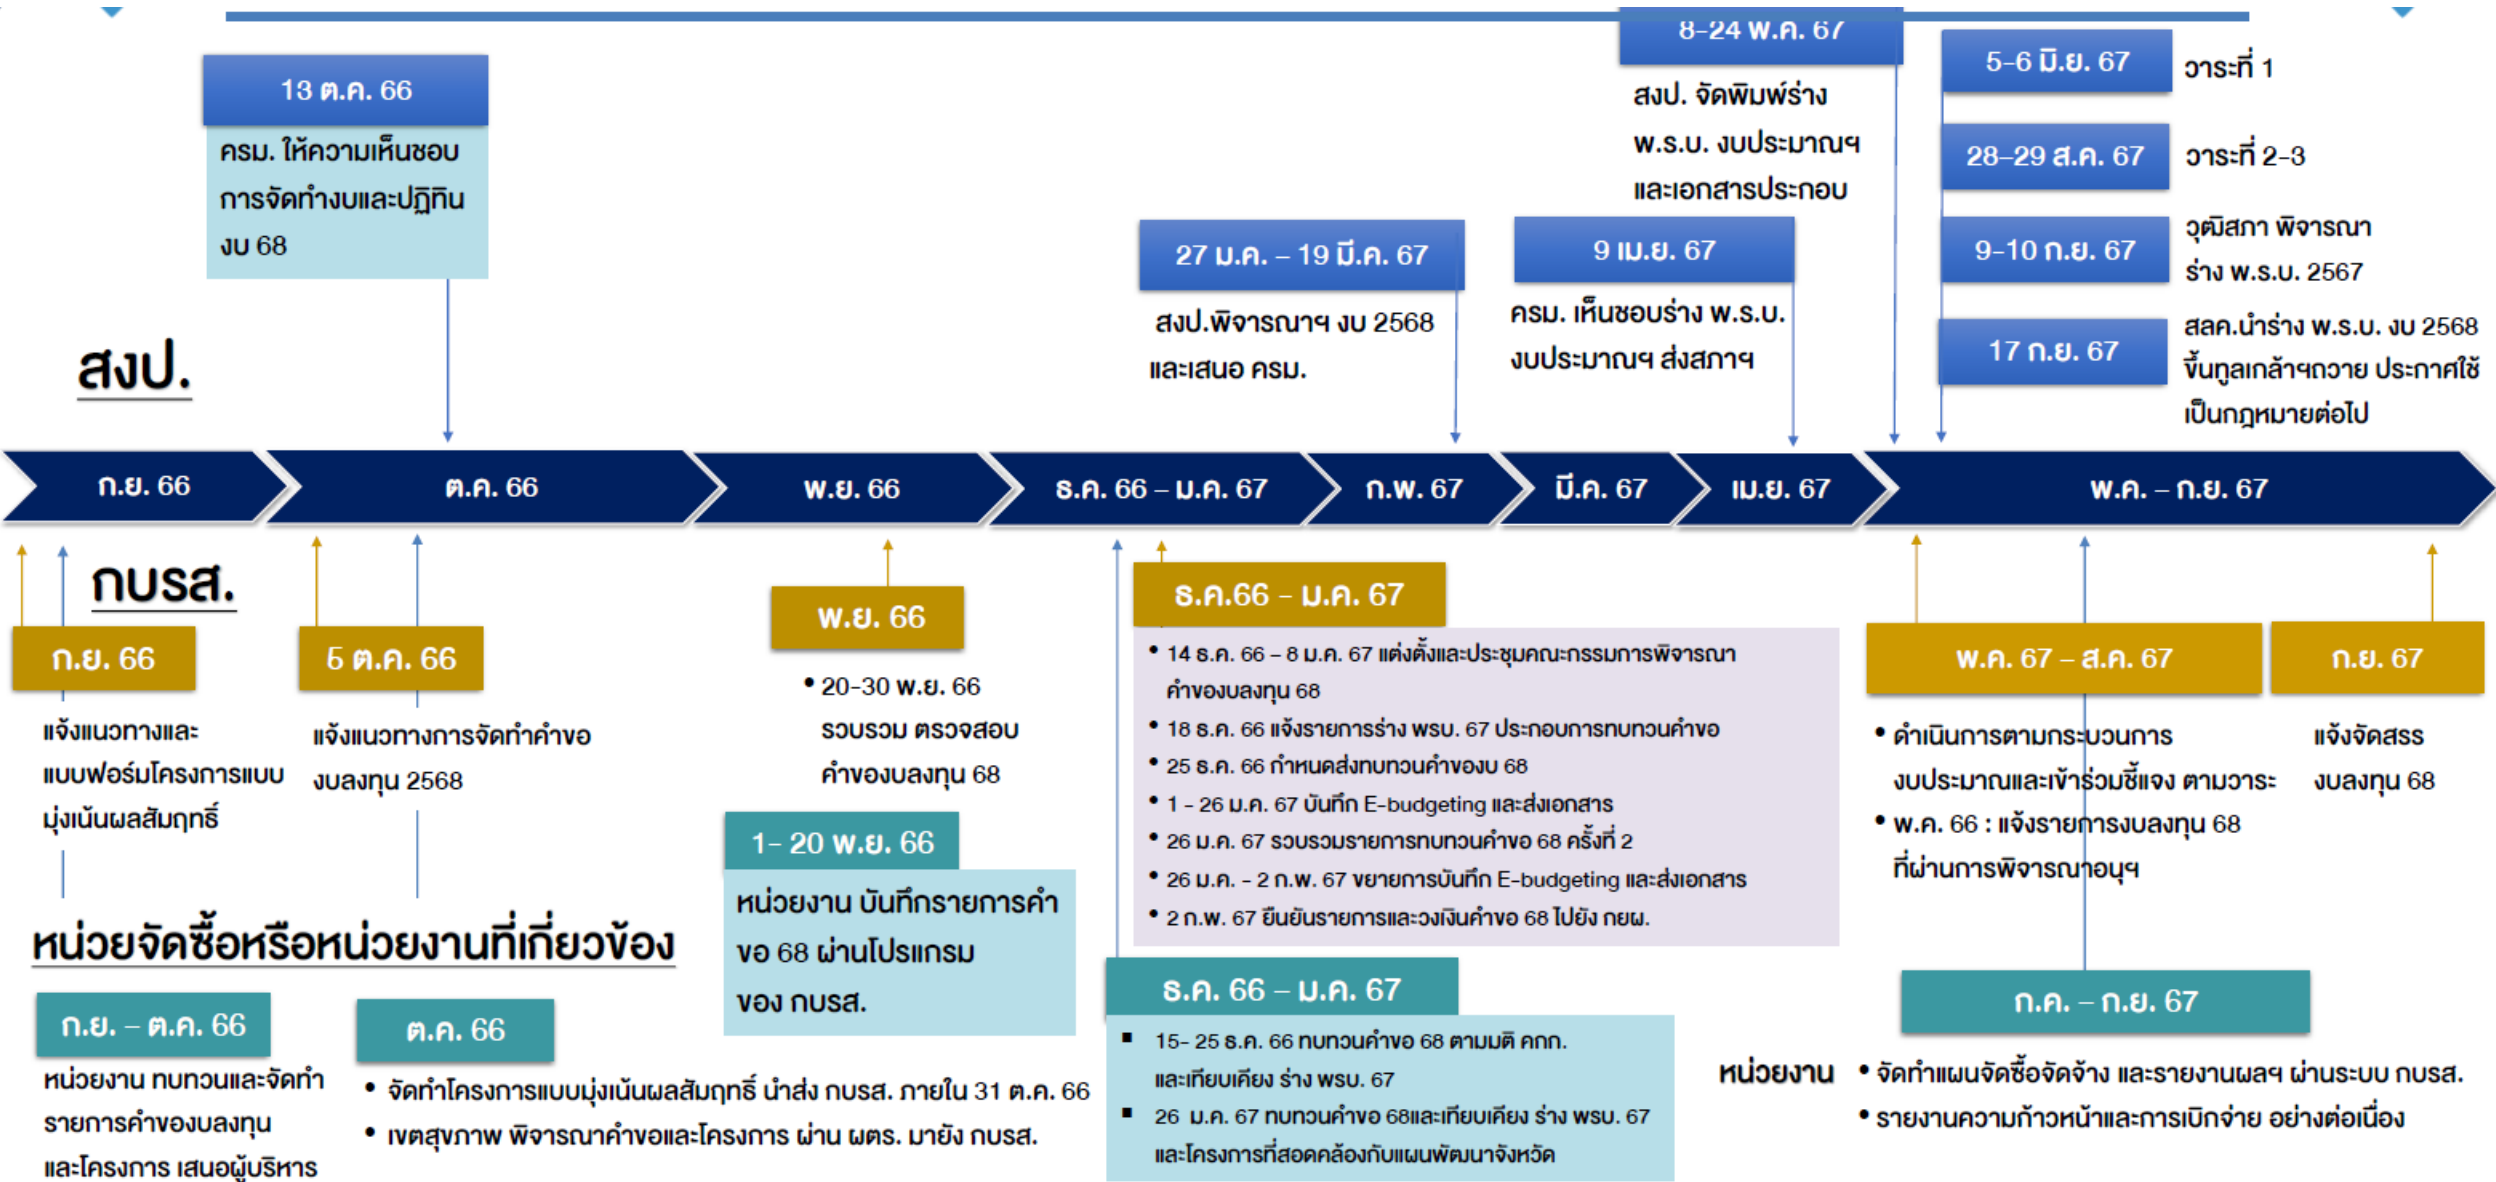 13 ต.ค. 66
ครม. ให้ความเห็นชอบ
การจัดทำงบและปฏิทิน
งบ 68
27 ม.ค. – 19 มี.ค. 67
สงป.พิจารณาฯ งบ 2568
และเสนอ ครม.
9 เม.ย. 67
ครม. เห็นชอบร่าง พ.ร.บ.
งบประมาณฯ ส่งสภาฯ
8-24 พ.ค. 67
สงป. จัดพิมพ์ร่าง
พ.ร.บ. งบประมาณฯ
และเอกสารประกอบ
5-6 มิ.ย. 67
วาระที่ 1
28-29 ส.ค. 67
วาระที่ 2-3
9-10 ก.ย. 67
วุฒิสภา พิจารณา
ร่าง พ.ร.บ. 2567
17 ก.ย. 67
สลค.นำร่าง พ.ร.บ. งบ 2568
ขึ้นทูลเกล้าฯถวาย ประกาศใช้
เป็นกฎหมายต่อไป
สงป.
ก.ย. 66
ต.ค. 66
พ.ย. 66
ธ.ค. 66 – ม.ค. 67
ก.พ. 67
มี.ค. 67
เม.ย. 67
พ.ค. – ก.ย. 67
กบรส.
ก.ย. 66
แจ้งแนวทางและ
แบบฟอร์มโครงการแบบ
มุ่งเน้นผลสัมฤทธิ์
5 ต.ค. 66
แจ้งแนวทางการจัดทำคำขอ
งบลงทุน 2568
พ.ย. 66
• 20-30 พ.ย. 66
รวบรวม ตรวจสอบ
คำของบลงทุน 68
ธ.ค.66 - ม.ค. 67
• 14 ธ.ค. 66 – 8 ม.ค. 67 แต่งตั้งและประชุมคณะกรรมการพิจารณา
คำของบลงทุน 68
• 18 ธ.ค. 66 แจ้งรายการร่าง พรบ. 67 ประกอบการทบทวนคำขอ
• 25 ธ.ค. 66 กำหนดส่งทบทวนคำของบ 68
• 1 - 26 ม.ค. 67 บันทึก E-budgeting และส่งเอกสาร
• 26 ม.ค. 67 รวบรวมรายการทบทวนคำขอ 68 ครั้งที่ 2
• 26 ม.ค. - 2 ก.พ. 67 ขยายการบันทึก E-budgeting และส่งเอกสาร
• 2 ก.พ. 67 ยืนยันรายการและวงเงินคำขอ 68 ไปยัง กยผ.
พ.ค. 67 – ส.ค. 67
• ดำเนินการตามกระบวนการ
งบประมาณและเข้าร่วมชี้แจง ตามวาระ
• พ.ค. 66 : แจ้งรายการงบลงทุน 68
ที่ผ่านการพิจารณาอนุฯ
ก.ย. 67
แจ้งจัดสรร
งบลงทุน 68
หน่วยจัดซื้อหรือหน่วยงานที่เกี่ยวข้อง
ก.ย. – ต.ค. 66
หน่วยงาน ทบทวนและจัดทำ
รายการคำของบลงทุน
และโครงการ เสนอผู้บริหาร
ต.ค. 66
• จัดทำโครงการแบบมุ่งเน้นผลสัมฤทธิ์ นำส่ง กบรส. ภายใน 31 ต.ค. 66
• เขตสุขภาพ พิจารณาคำขอและโครงการ ผ่าน ผตร. มายัง กบรส.
1- 20 พ.ย. 66
หน่วยงาน บันทึกรายการคำ
ขอ 68 ผ่านโปรแกรม
ของ กบรส.
ธ.ค. 66 – ม.ค. 67
▪ 15- 25 ธ.ค. 66 ทบทวนคำขอ 68 ตามมติ คกก.
และเทียบเคียง ร่าง พรบ. 67
▪ 26 ม.ค. 67 ทบทวนคำขอ 68และเทียบเคียง ร่าง พรบ. 67
และโครงการที่สอดคล้องกับแผนพัฒนาจังหวัด
ก.ค. – ก.ย. 67
หน่วยงาน • จัดทำแผนจัดซื้อจัดจ้าง และรายงานผลฯ ผ่านระบบ กบรส.
• รายงานความก้าวหน้าและการเบิกจ่าย อย่างต่อเนื่อง